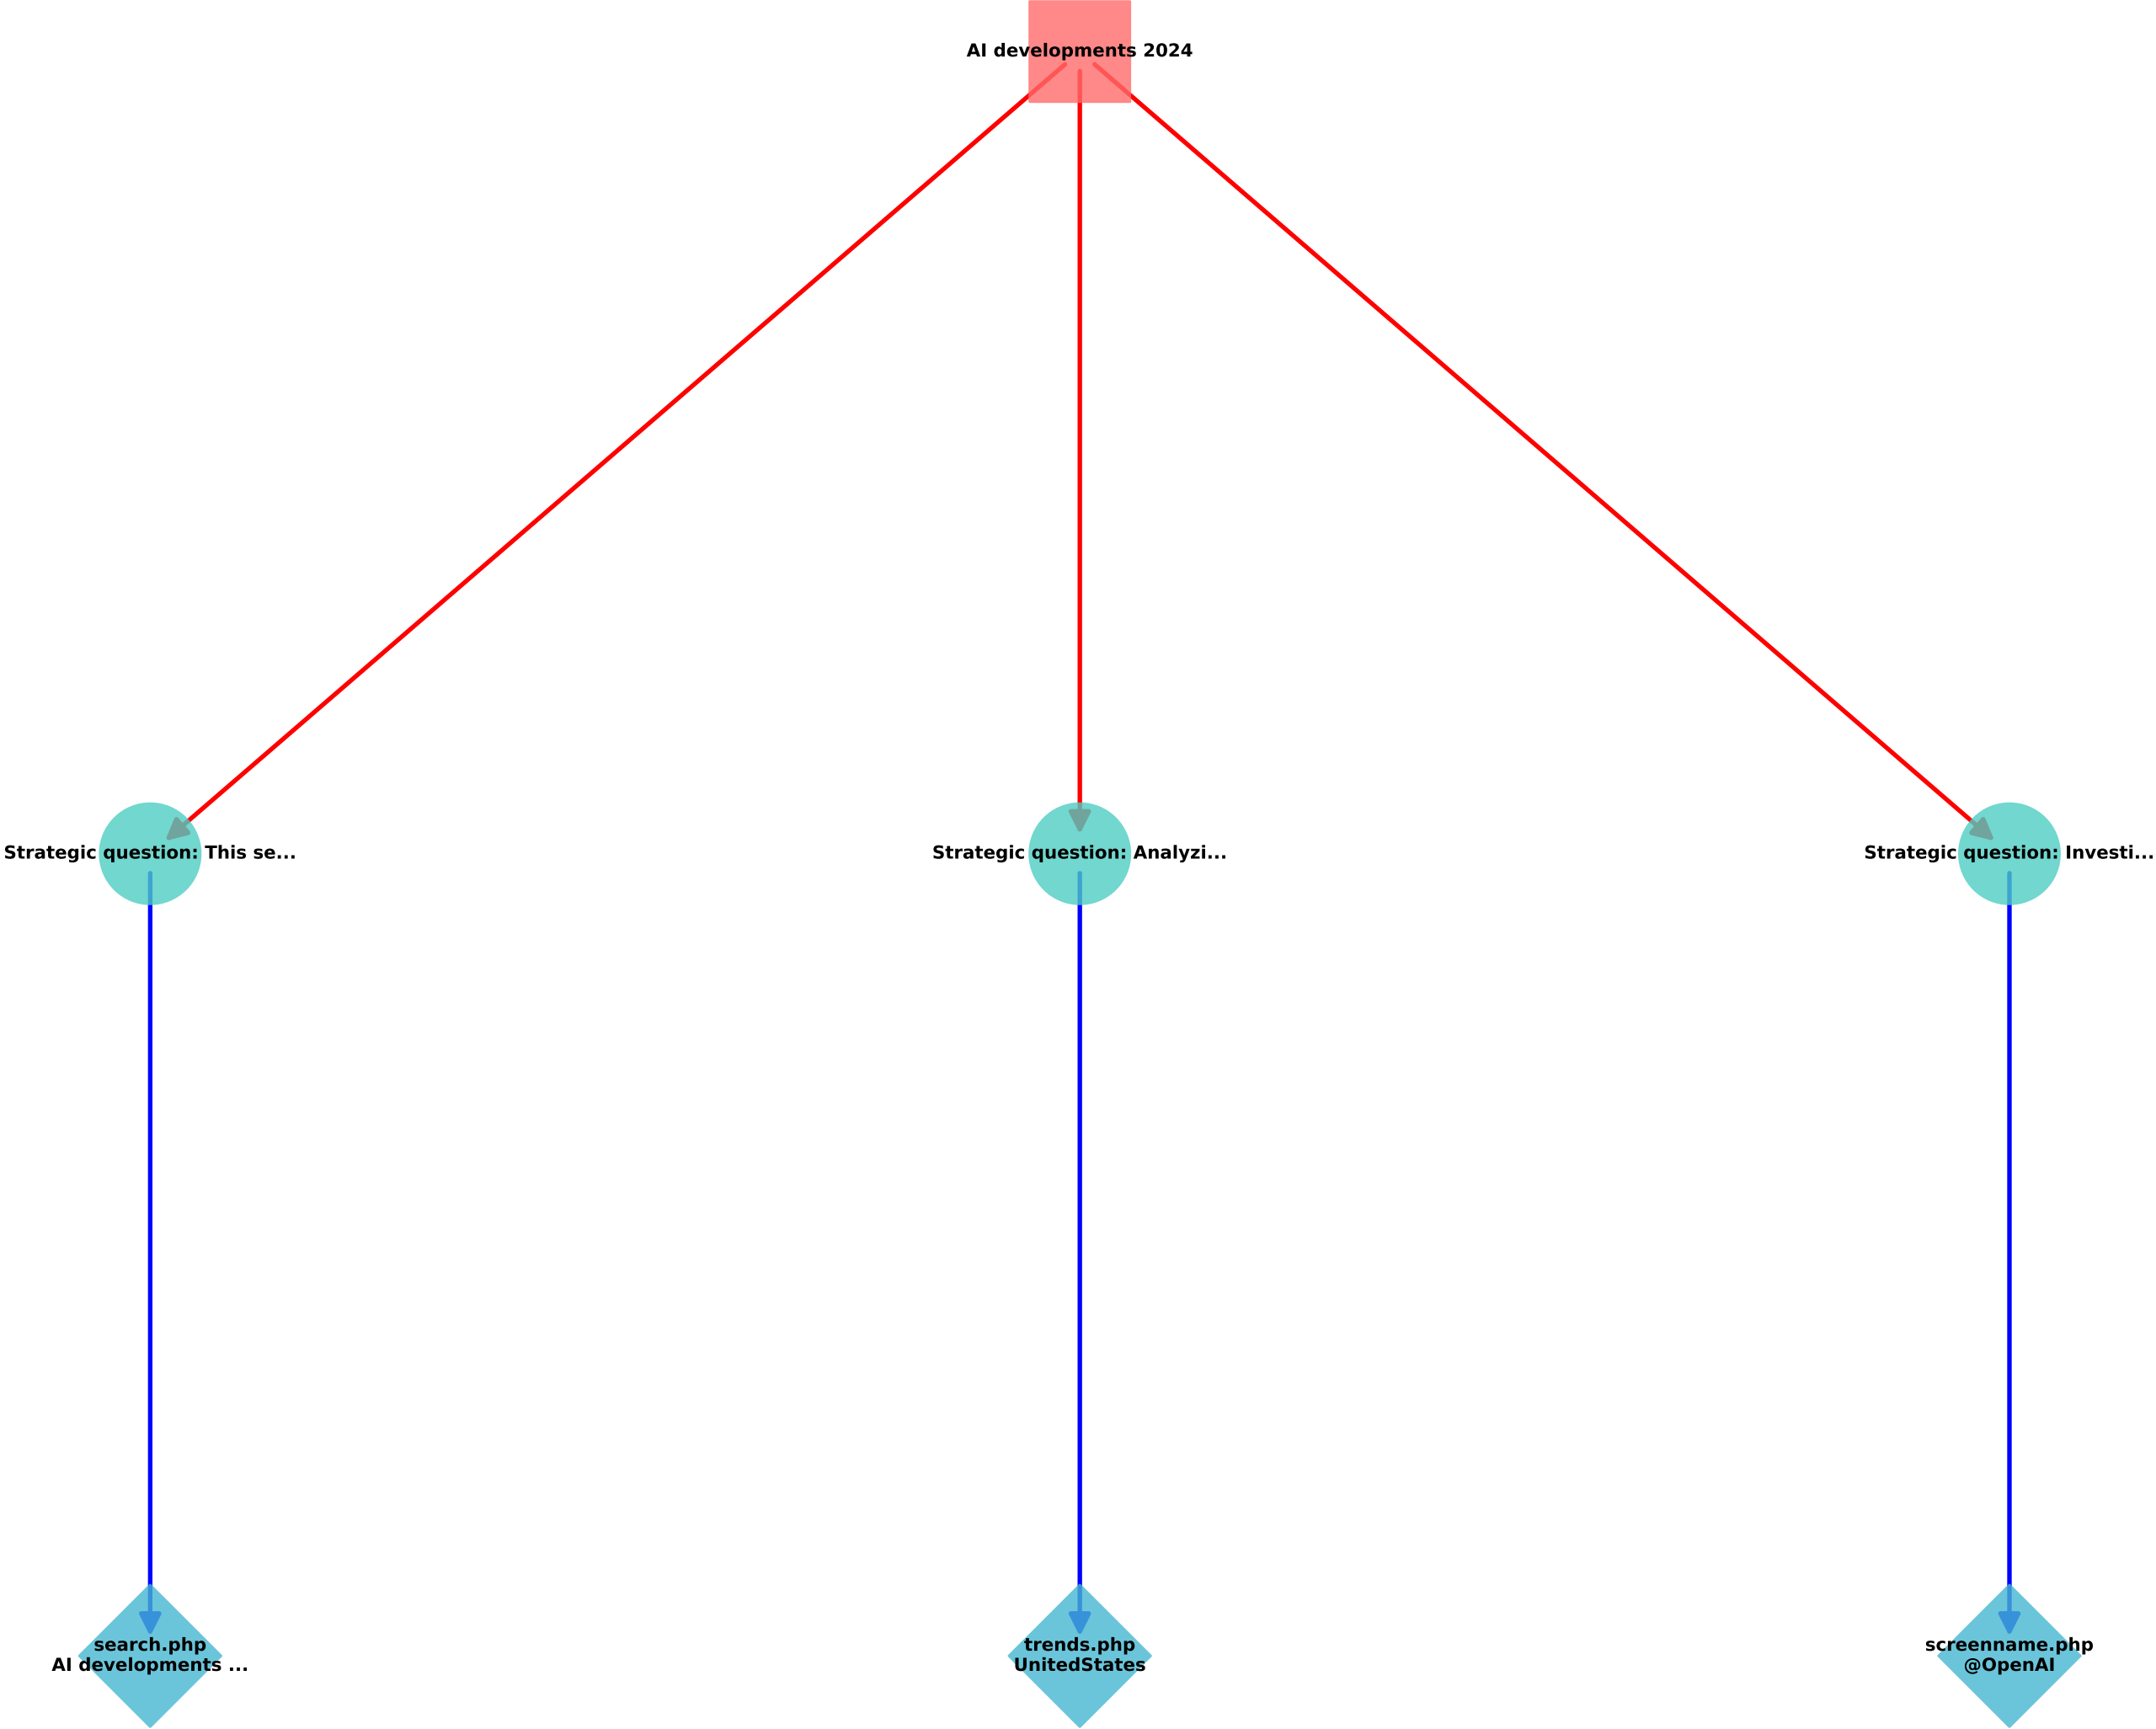 AI developments 2024
Strategic question: This se...
Strategic question: Analyzi...
Strategic question: Investi...
search.php
AI developments ...
trends.php
UnitedStates
screenname.php
@OpenAI